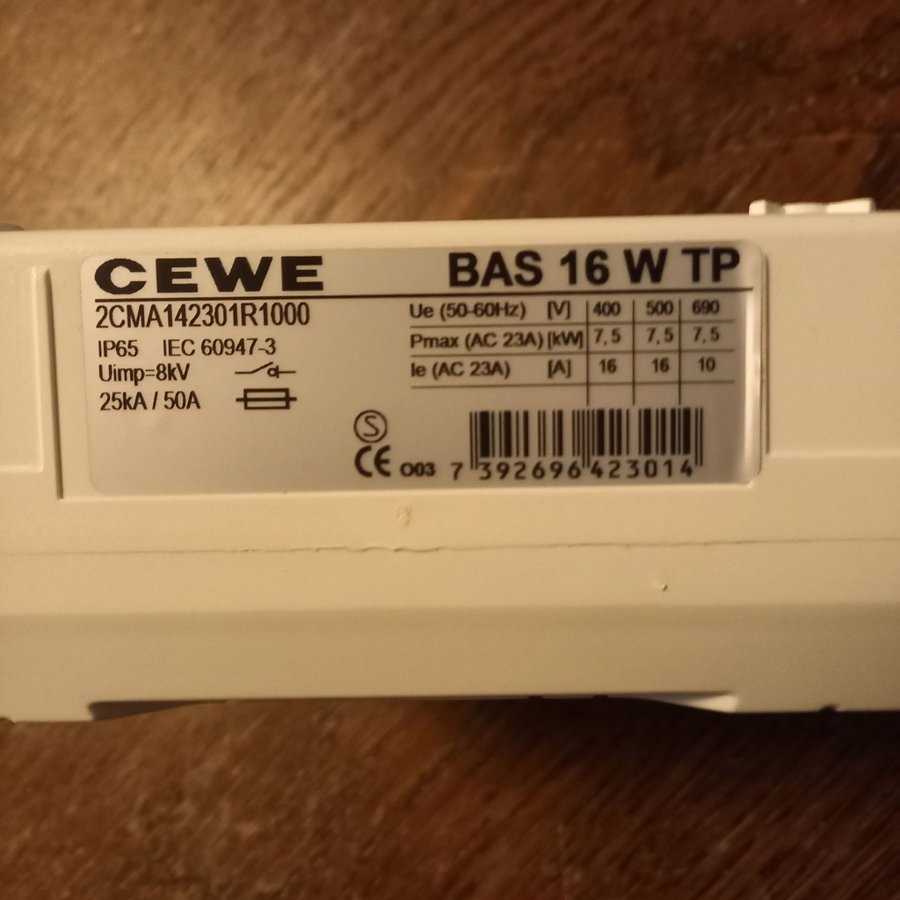 CEWE BAS 16 W TP
2CMA142301R1000
IP65 IEC 60947-3
Uimp=8kV
25kA / 50A
Ue (50-60Hz) [V] 400 500 690
Pmax (AC 23A) [kW] 7,5 7,5 7,5
Ie (AC 23A) [A] 16 16 10
S
CE 003 7 392696 423014